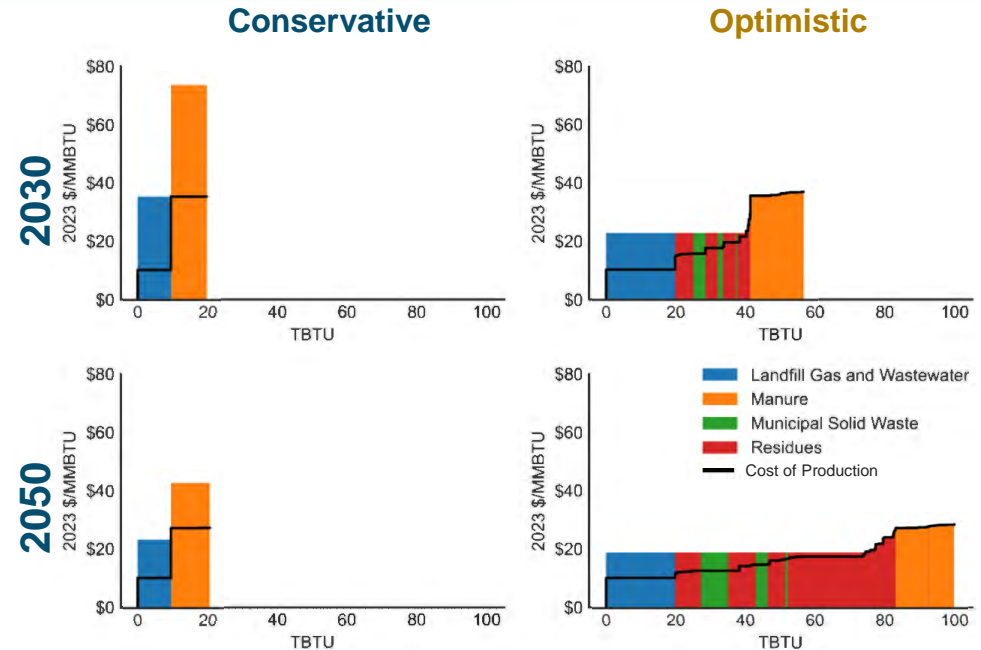 Conservative
Optimistic
2030
2023 $/MMBTU
$80
$60
$40
$20
$0
0 20 40 60 80 100
TBTU
2023 $/MMBTU
$80
$60
$40
$20
$0
0 20 40 60 80 100
TBTU
2050
2023 $/MMBTU
$80
$60
$40
$20
$0
0 20 40 60 80 100
TBTU
2023 $/MMBTU
$80
$60
$40
$20
$0
0 20 40 60 80 100
TBTU
Landfill Gas and Wastewater
Manure
Municipal Solid Waste
Residues
Cost of Production